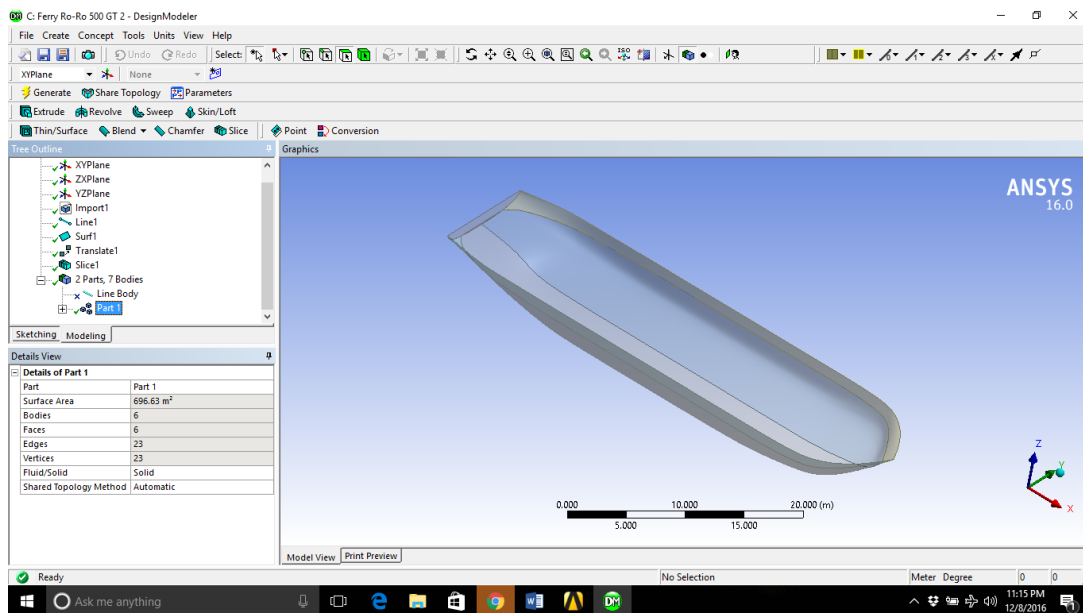 C: Ferry Ro-Ro 500 GT 2 - DesignModeler
File Create Concept Tools Units View Help
Undo Redo Select:
XYPlane None
Generate Share Topology Parameters
Extrude Revolve Sweep Skin/Loft
Thin/Surface Blend Chamfer Slice Point Conversion
Tree Outline
XYPlane
ZXPlane
YZPlane
Import1
Line1
Surf1
Translate1
Slice1
2 Parts, 7 Bodies
Line Body
Part 1
Sketching Modeling
Details View
Details of Part 1
Part Part 1
Surface Area 696.63 m²
Bodies 6
Faces 6
Edges 23
Vertices 23
Fluid/Solid Solid
Shared Topology Method Automatic
Graphics
ANSYS
16.0
0.000 10.000 20.000 (m)
5.000 15.000
Z
Y
X
Model View Print Preview
Ready No Selection Meter Degree 0 0
Ask me anything
11:15 PM
12/8/2016